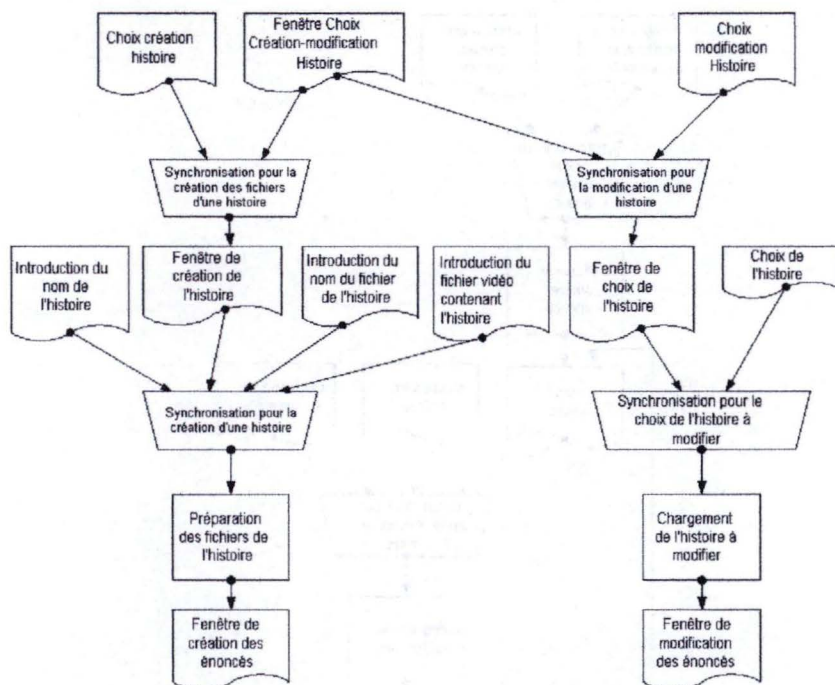 Choix création
histoire
Fenêtre Choix
Création-modification
Histoire
Choix
modification
Histoire
Synchronisation pour la
création des fichiers
d'une histoire
Synchronisation pour
la modification d'une
histoire
Introduction du
nom de
l'histoire
Fenêtre de
création de
l'histoire
Introduction du
nom du fichier
de l'histoire
Introduction du
fichier vidéo
contenant
l'histoire
Fenêtre de
choix de
l'histoire
Choix de
l'histoire
Synchronisation pour la
création d'une histoire
Synchronisation pour le
choix de l'histoire à
modifier
Préparation
des fichiers de
l'histoire
Chargement
de l'histoire à
modifier
Fenêtre de
création des
énoncés
Fenêtre de
modification
des énoncés